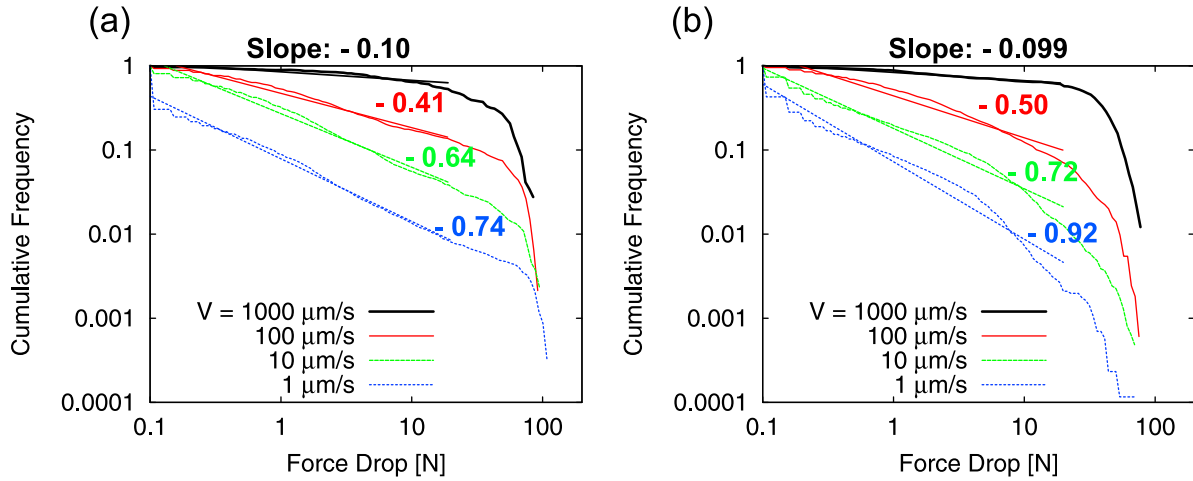 (a)
Slope: - 0.10
1
0.1
0.01
0.001
0.0001
Cumulative Frequency
- 0.41
- 0.64
- 0.74
V = 1000 μm/s
100 μm/s
10 μm/s
1 μm/s
0.1 1 10 100
Force Drop [N]
(b)
Slope: - 0.099
1
0.1
0.01
0.001
0.0001
Cumulative Frequency
- 0.50
- 0.72
- 0.92
V = 1000 μm/s
100 μm/s
10 μm/s
1 μm/s
0.1 1 10 100
Force Drop [N]